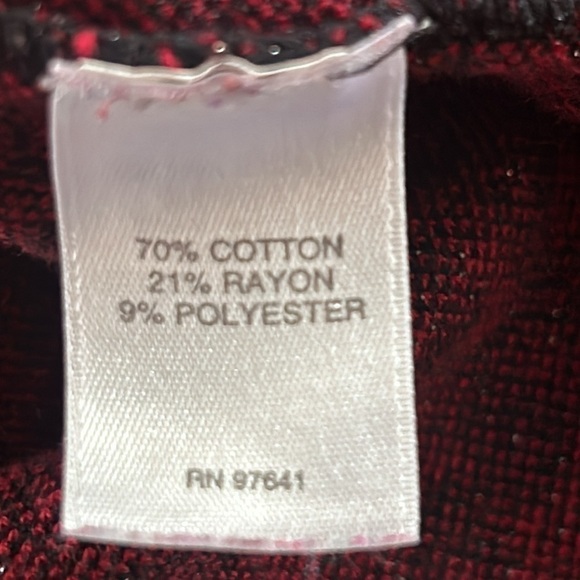 70% COTTON
21% RAYON
9% POLYESTER
RN 97641